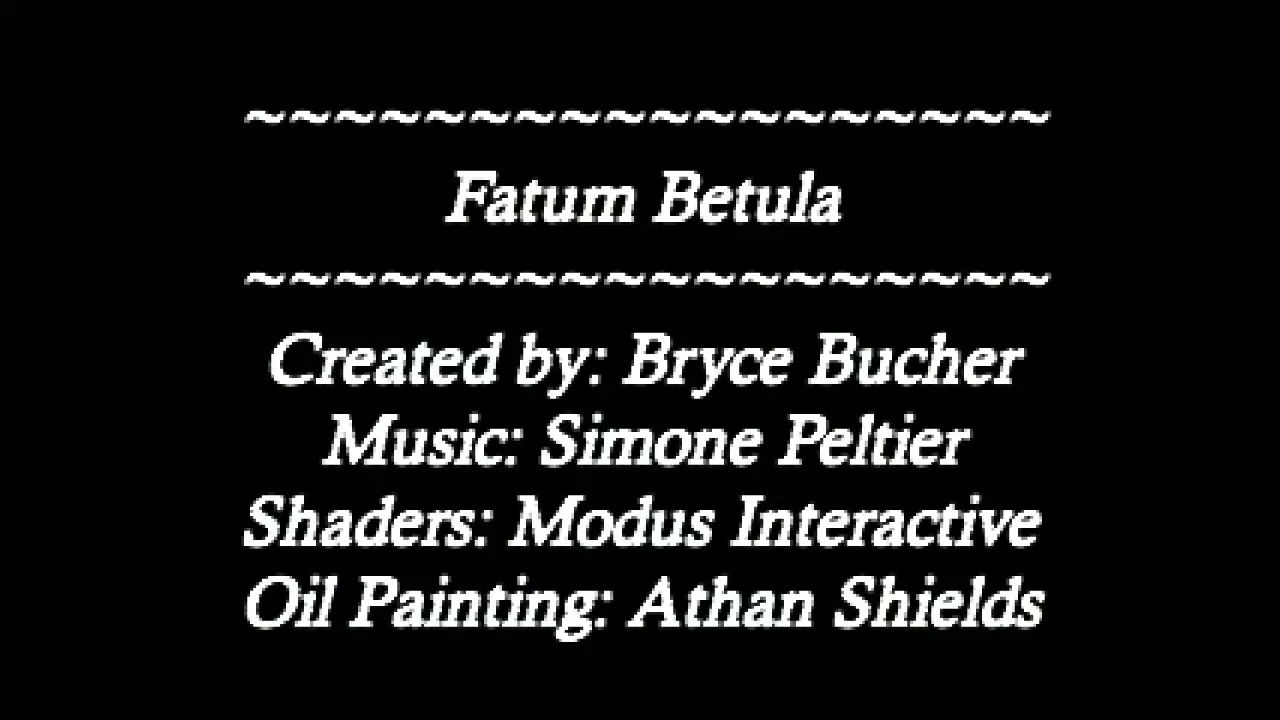 ~~~~~~~~~~~~~~~~~~
Fatum Betula
~~~~~~~~~~~~~~~~~~
Created by: Bryce Bucher
Music: Simone Peltier
Shaders: Modus Interactive
Oil Painting: Athan Shields